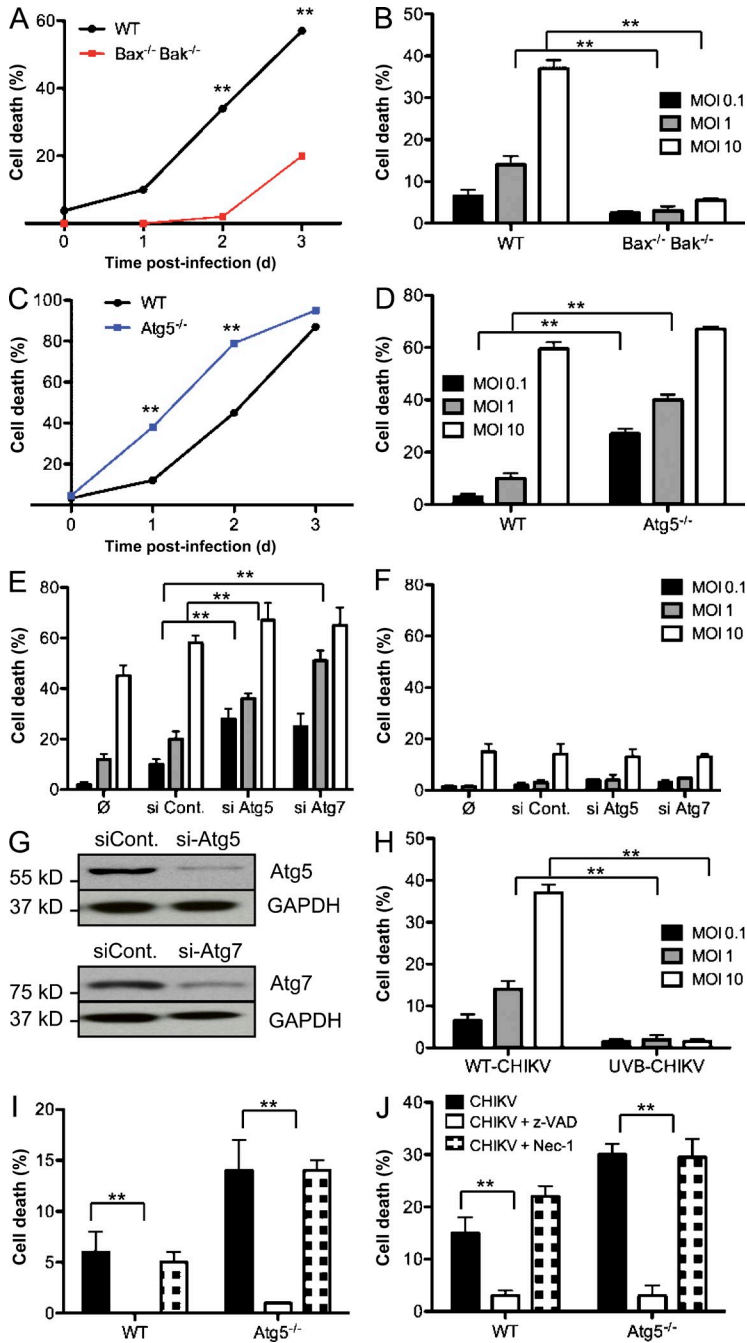 A
60
40
20
Cell death (%)
WT
Bax⁻/⁻ Bak⁻/⁻
**
**
0 1 2 3
Time post-infection (d)
B
50
40
30
20
10
0
Cell death (%)
**
**
MOI 0.1
MOI 1
MOI 10
WT Bax⁻/⁻ Bak⁻/⁻
C
100
80
60
40
20
Cell death (%)
WT
Atg5⁻/⁻
**
**
0 1 2 3
Time post-infection (d)
D
80
60
40
20
0
Cell death (%)
**
**
MOI 0.1
MOI 1
MOI 10
WT Atg5⁻/⁻
E
80
60
40
20
0
Cell death (%)
**
**
**
Ø si Cont. si Atg5 si Atg7
F
80
60
40
20
0
Cell death (%)
MOI 0.1
MOI 1
MOI 10
Ø si Cont. si Atg5 si Atg7
G
siCont. si-Atg5
55 kD Atg5
37 kD GAPDH
siCont. si-Atg7
75 kD Atg7
37 kD GAPDH
H
50
40
30
20
10
0
Cell death (%)
**
**
MOI 0.1
MOI 1
MOI 10
WT-CHIKV UVB-CHIKV
I
20
15
10
5
0
Cell death (%)
**
**
WT Atg5⁻/⁻
J
40
30
20
10
0
Cell death (%)
CHIKV
CHIKV + z-VAD
CHIKV + Nec-1
**
**
WT Atg5⁻/⁻